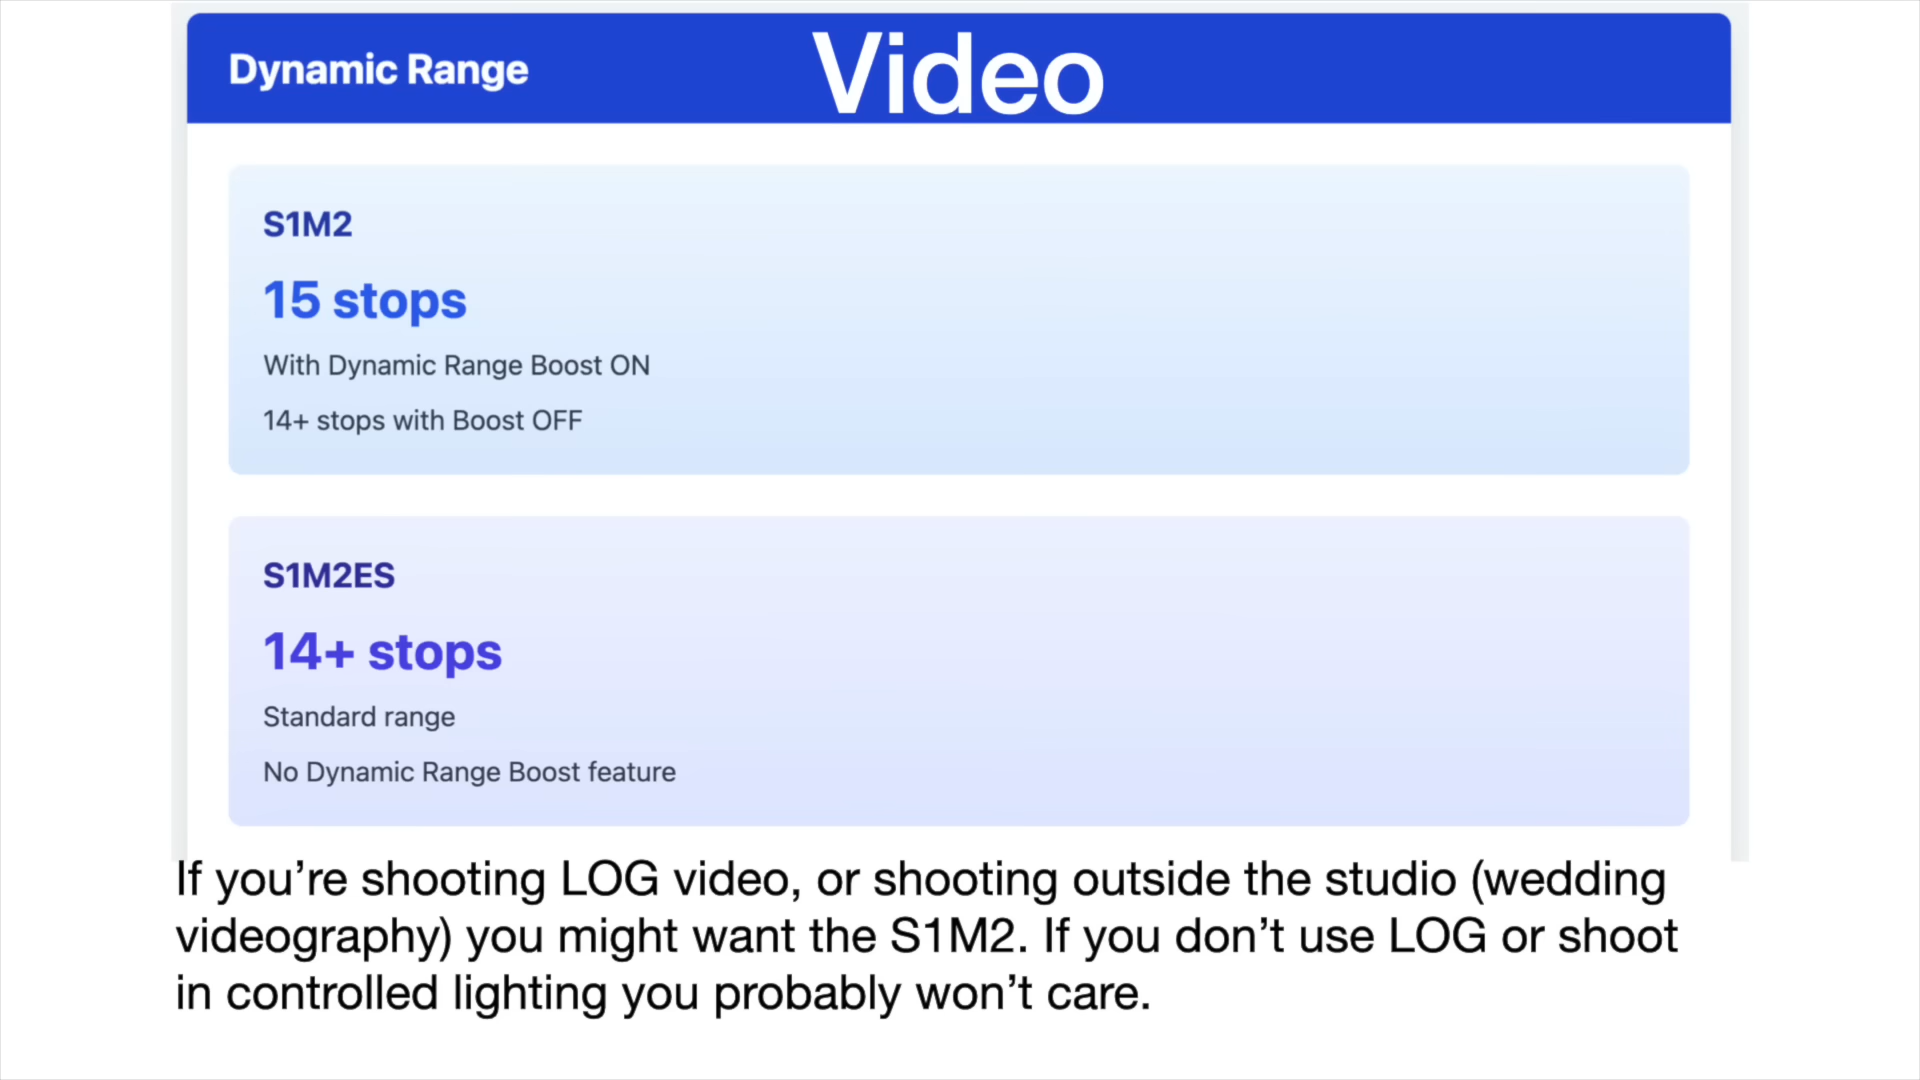 Dynamic Range
Video
S1M2
15 stops
With Dynamic Range Boost ON
14+ stops with Boost OFF
S1M2ES
14+ stops
Standard range
No Dynamic Range Boost feature
If you’re shooting LOG video, or shooting outside the studio (wedding
videography) you might want the S1M2. If you don’t use LOG or shoot
in controlled lighting you probably won’t care.